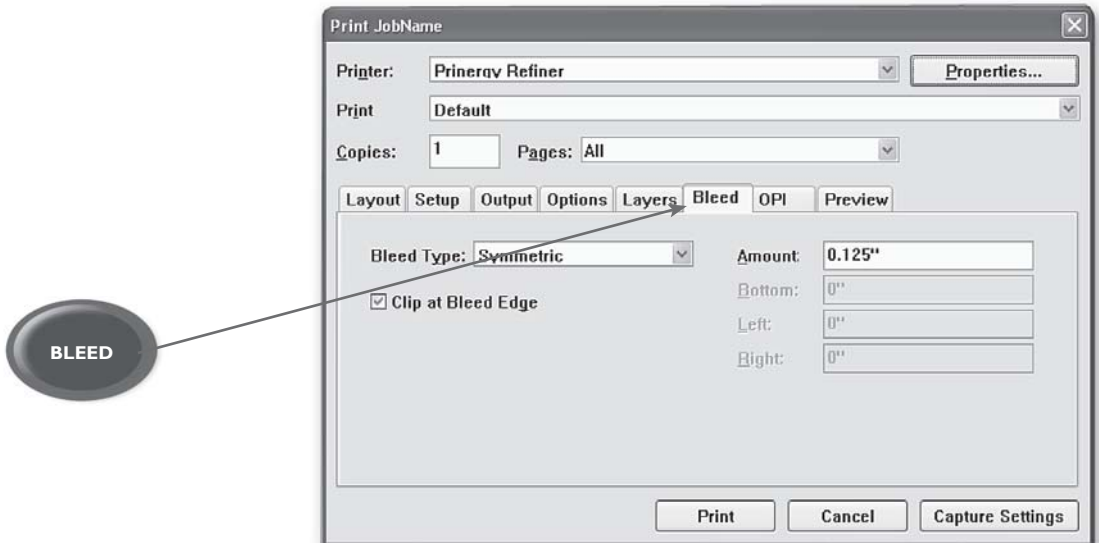 Print JobName
Printer: Prinergy Refiner Properties...
Print Default
Copies: 1 Pages: All
Layout Setup Output Options Layers Bleed OPI Preview
Bleed Type: Symmetric Amount: 0.125"
Clip at Bleed Edge Bottom: 0"
Left: 0"
BLEED Right: 0"
Print Cancel Capture Settings